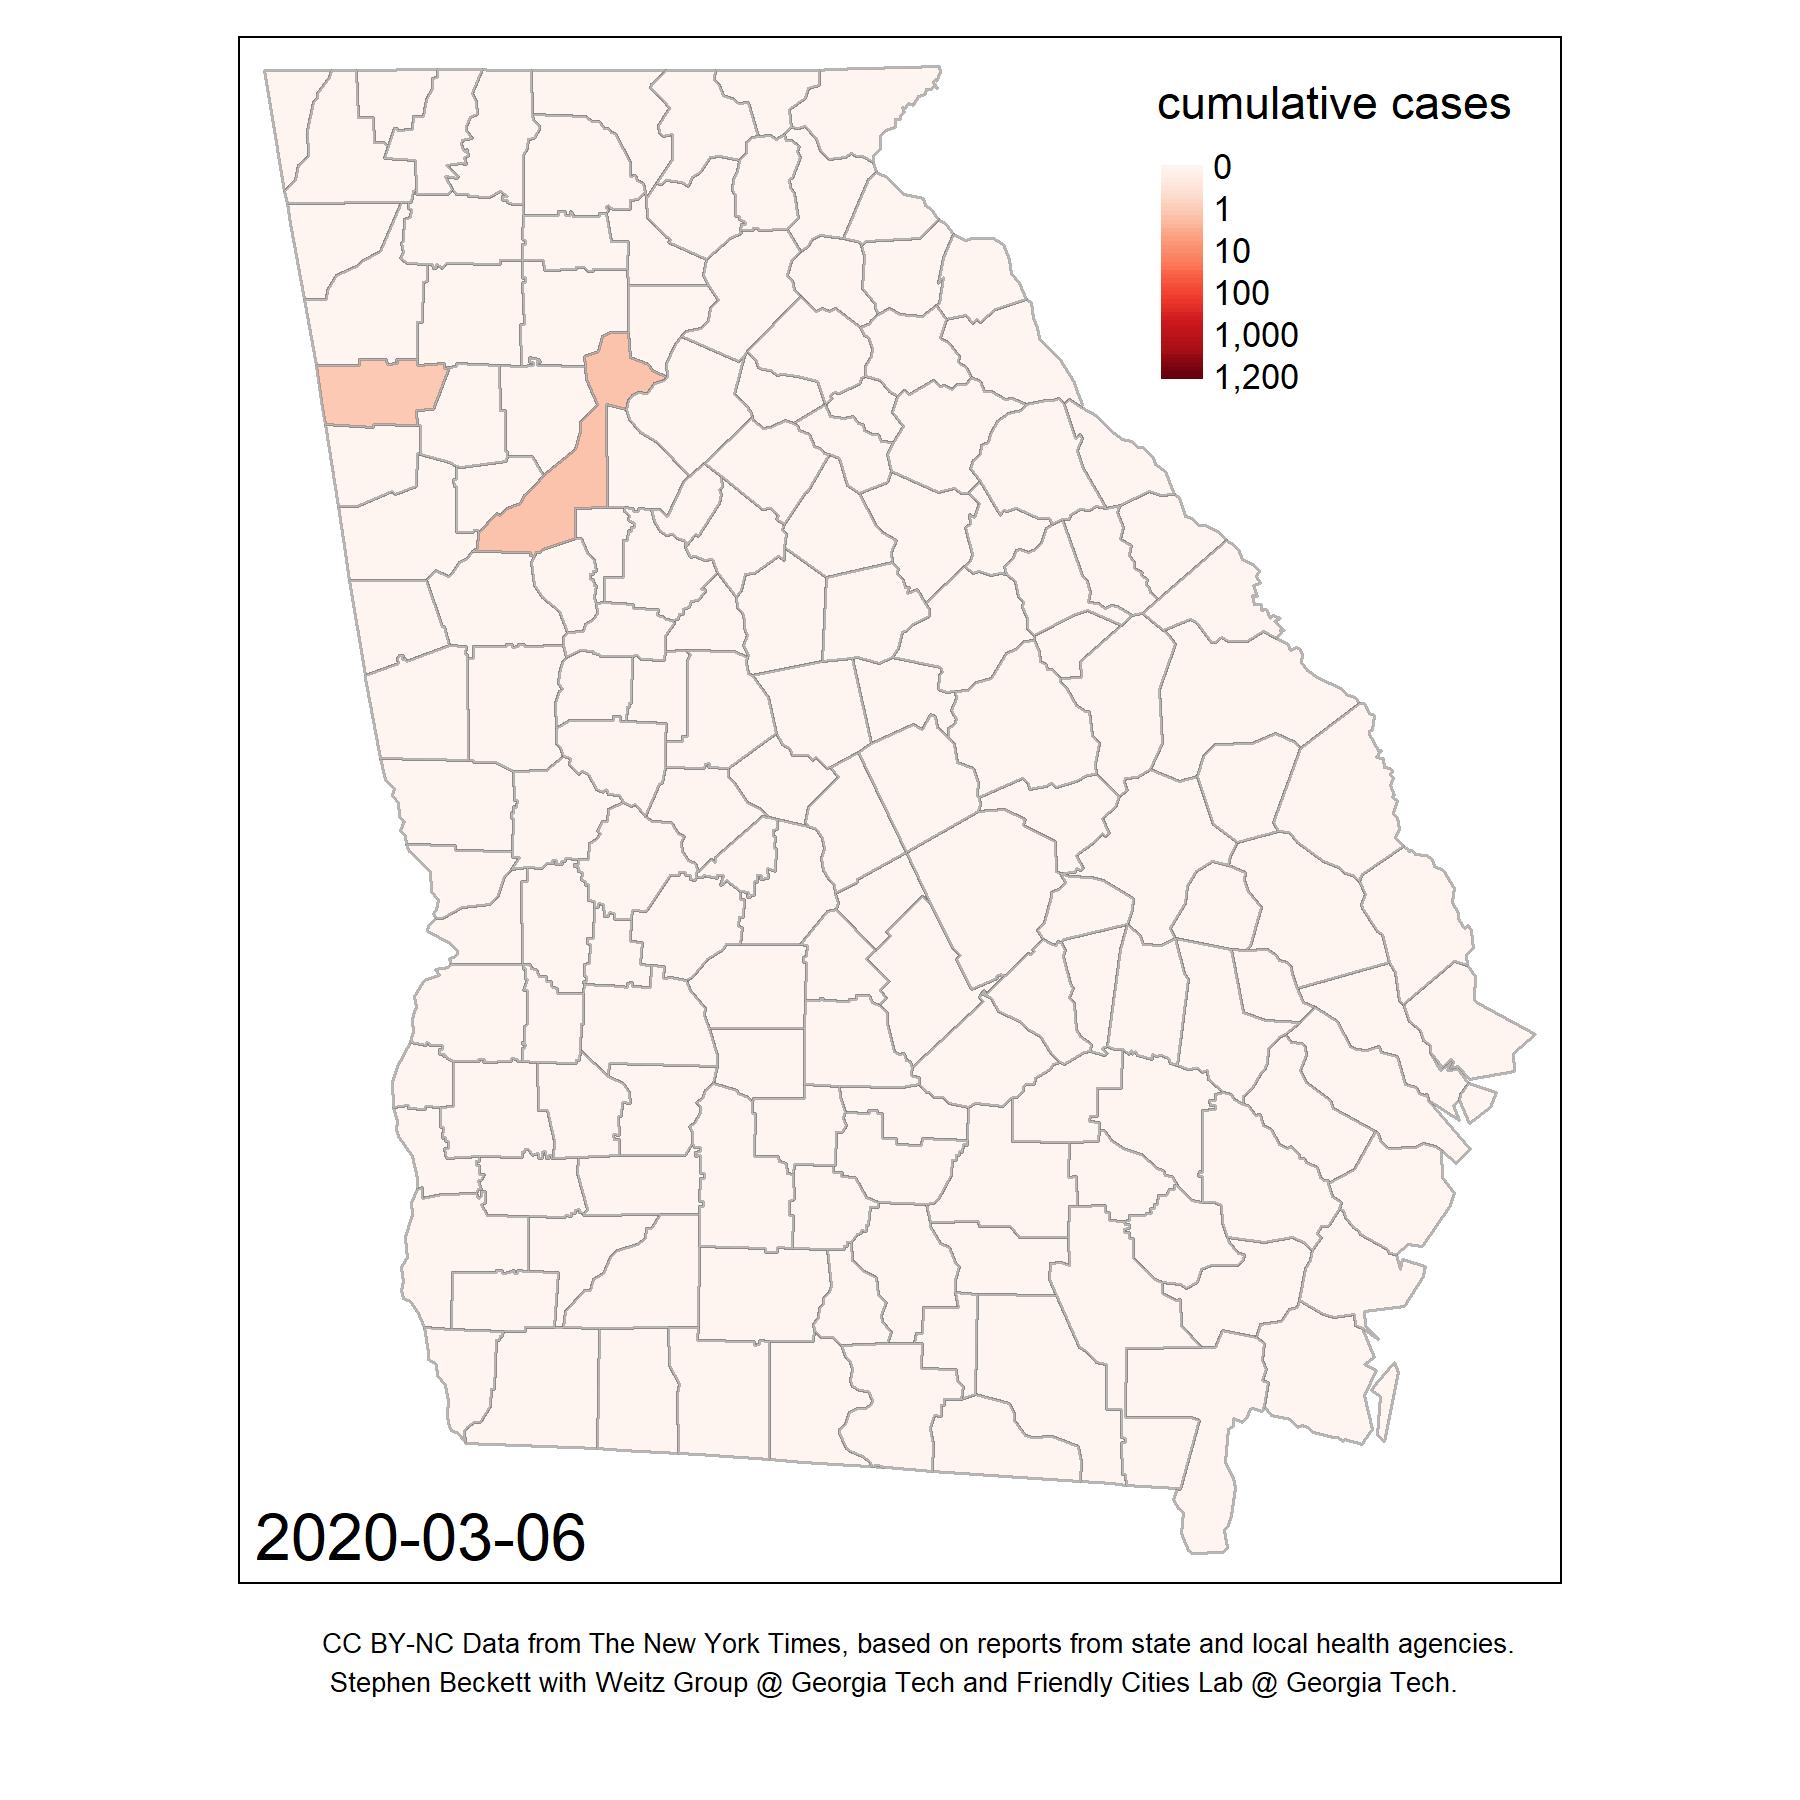 cumulative cases
0
1
10
100
1,000
1,200
2020-03-06
CC BY-NC Data from The New York Times, based on reports from state and local health agencies.
Stephen Beckett with Weitz Group @ Georgia Tech and Friendly Cities Lab @ Georgia Tech.